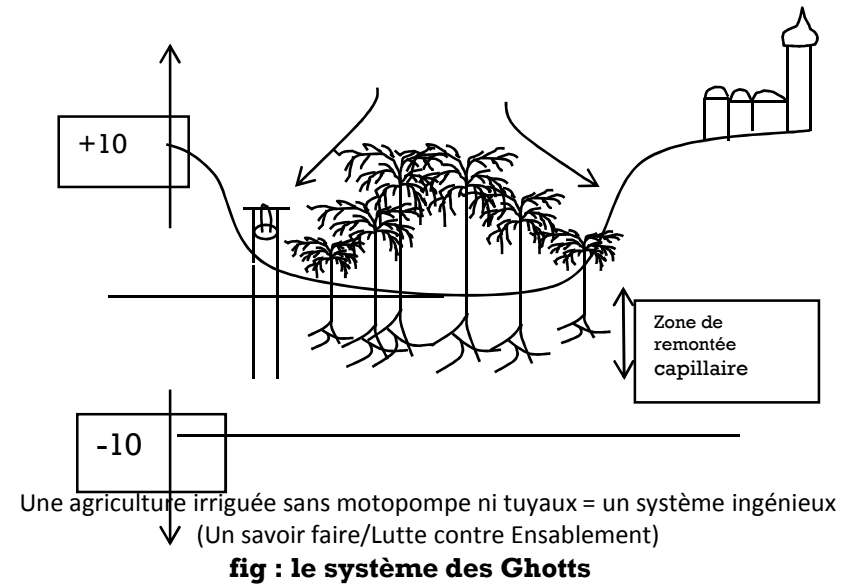 +10
Zone de
remontée
capillaire
-10
Une agriculture irriguée sans motopompe ni tuyaux = un système ingénieux
(Un savoir faire/Lutte contre Ensablement)
fig : le système des Ghotts